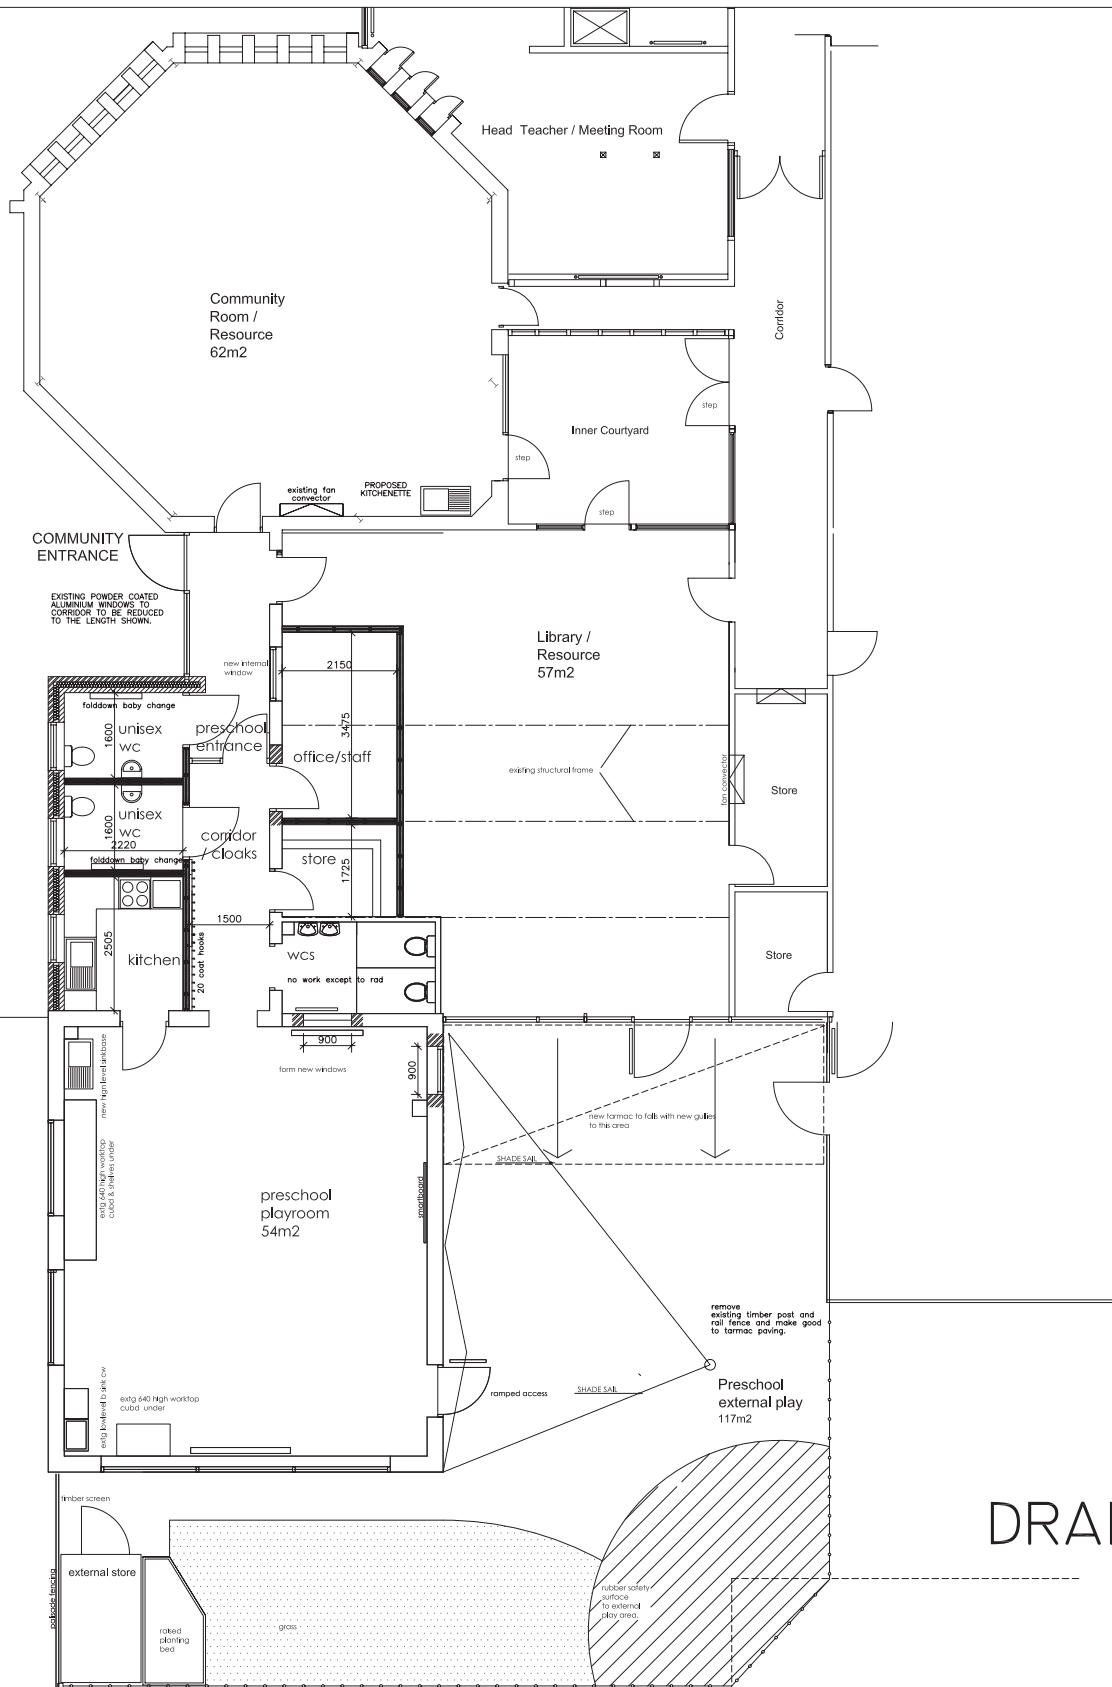 Head Teacher / Meeting Room
Community
Room /
Resource
62m2
Corridor
step
Inner Courtyard
step
step
existing fan
convector
PROPOSED
KITCHENETTE
COMMUNITY
ENTRANCE
EXISTING POWDER COATED
ALUMINIUM WINDOWS TO
CORRIDOR TO BE REDUCED
TO THE LENGTH SHOWN.
Library /
Resource
57m2
new internal
window
2150
3475
folddown baby change
1600
unisex
wc
preschool
entrance
office/staff
existing structural frame
fan convector
Store
1600
unisex
wc
2220
folddown baby change
corridor
/ cloaks
store
1725
1500
2505
kitchen
20 coat hooks
wcs
no work except to rad
Store
900
form new windows
900
new high level sinkbase
new tarmac to falls with new gullies
to this area
SHADE SAIL
extg 640 high worktop
cubd & shelves under
preschool
playroom
54m2
smartboard
remove
existing timber post and
rail fence and make good
to tarmac paving.
extg lowlevel b sink cw
extg 640 high worktop
cubd under
ramped access
SHADE SAIL
Preschool
external play
117m2
timber screen
DRAI
external store
palisade fencing
raised
planting
bed
grass
rubber safety
surface
to external
play area.